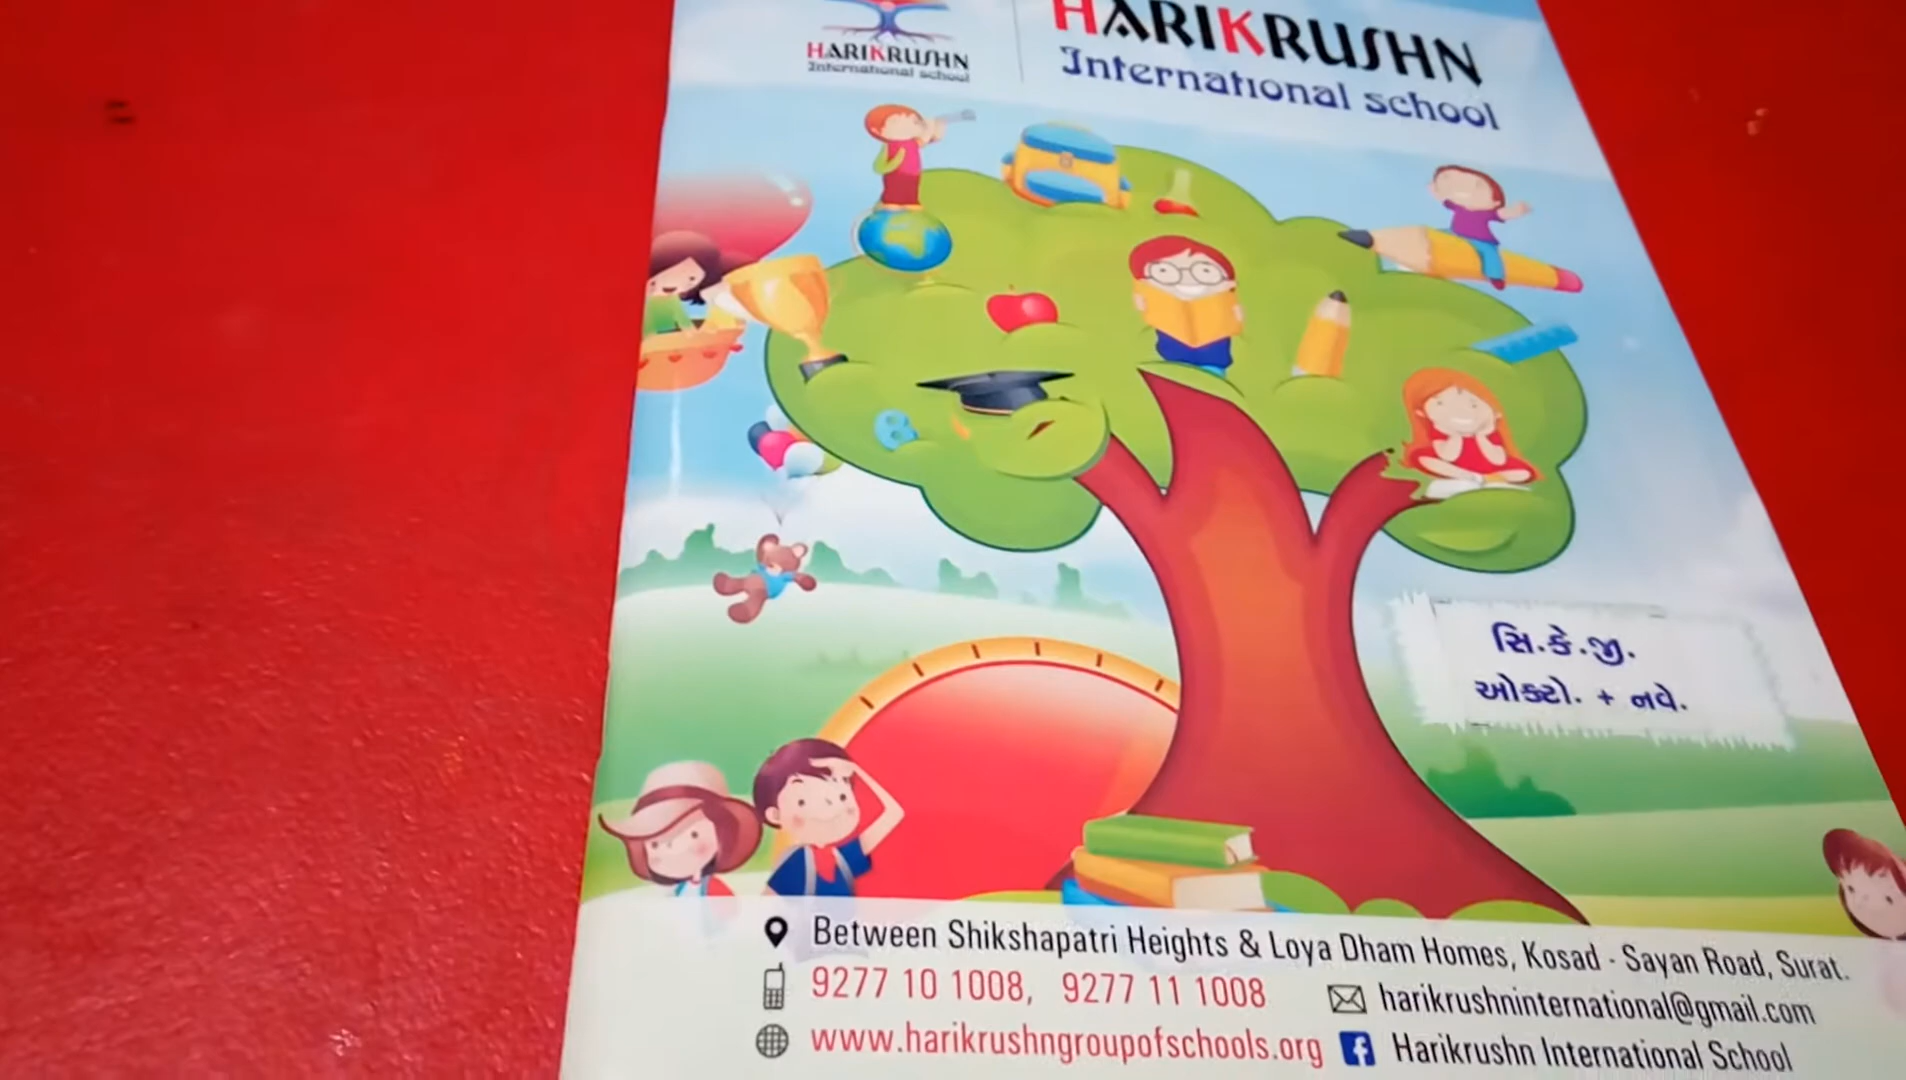 HARIKRUSHN
International school
HARIKRUSHN
International school
સિ.કે.જી.
ઓક્ટો. + નવે.
Between Shikshapatri Heights & Loya Dham Homes, Kosad - Sayan Road, Surat.
9277 10 1008, 9277 11 1008
harikrushninternational@gmail.com
www.harikrushngroupofschools.org
Harikrushn International School